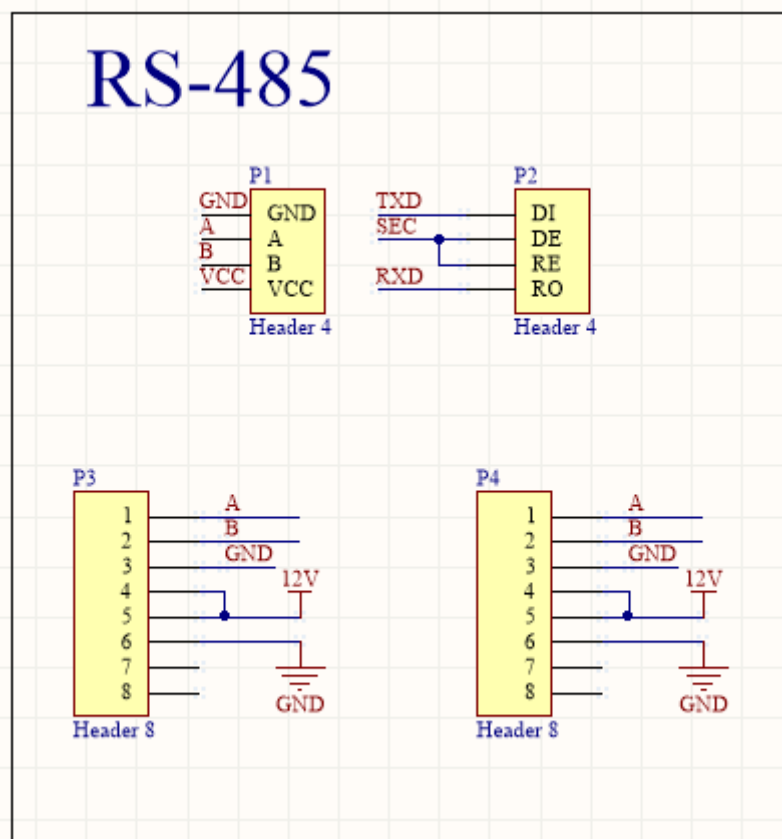 RS-485
P1
GND GND
A A
B B
VCC VCC
Header 4
P2
TXD DI
SEC DE
RE
RXD RO
Header 4
P3
1 A
2 B
3 GND
4 12V
5
6
7
8 GND
Header 8
P4
1 A
2 B
3 GND
4 12V
5
6
7
8 GND
Header 8